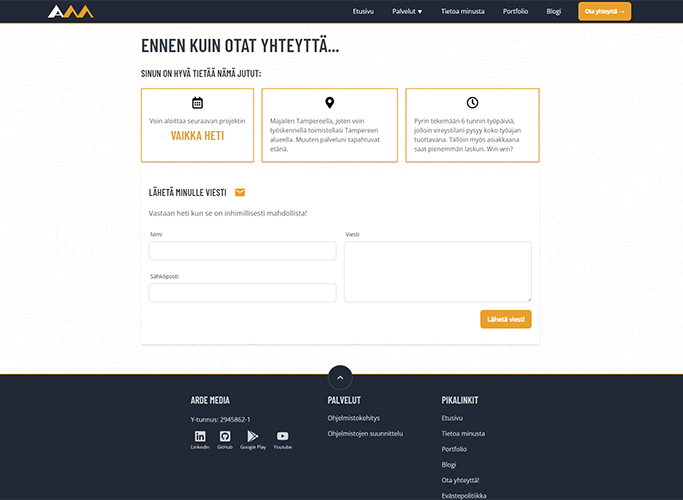 Etusivu Palvelut ▼ Tietoa minusta Portfolio Blogi Ota yhteyttä →
ENNEN KUIN OTAT YHTEYTTÄ...
SINUN ON HYVÄ TIETÄÄ NÄMÄ JUTUT:
Voin aloittaa seuraavan projektin
VAIKKA HETI
Majailen Tampereella, joten voin
työskennellä toimistollasi Tampereen
alueella. Muuten palveluni tapahtuvat
etänä.
Pyrin tekemään 6 tunnin työpäiviä,
jolloin vireystilani pysyy koko työajan
tuottavana. Tällöin myös asiakkaana
saat pienemmän laskun. Win-win?
LÄHETÄ MINULLE VIESTI
Vastaan heti kun se on inhimillisesti mahdollista!
Nimi
Sähköposti
Viesti
Lähetä viesti
ARDE MEDIA
Y-tunnus: 2945862-1
LinkedIn GitHub Google Play Youtube
PALVELUT
Ohjelmistokehitys
Ohjelmistojen suunnittelu
PIKALINKIT
Etusivu
Tietoa minusta
Portfolio
Blogi
Ota yhteyttä!
Evästepolitiikka